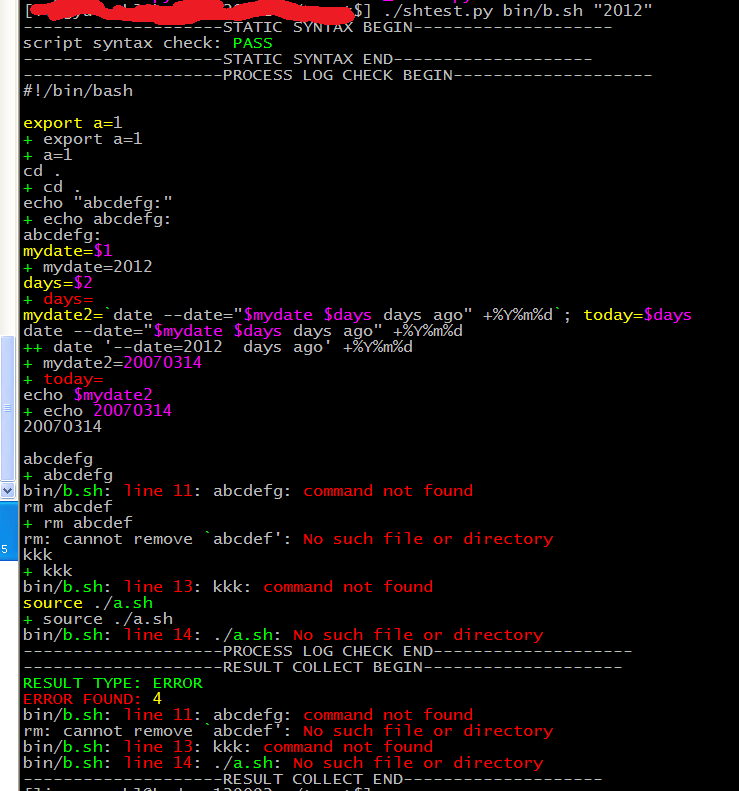 $] ./shtest.py bin/b.sh "2012"
--------------------STATIC SYNTAX BEGIN--------------------
script syntax check: PASS
--------------------STATIC SYNTAX END--------------------
--------------------PROCESS LOG CHECK BEGIN--------------------
#!/bin/bash
export a=1
+ export a=1
+ a=1
cd .
+ cd .
echo "abcdefg:"
+ echo abcdefg:
abcdefg:
mydate=$1
+ mydate=2012
days=$2
+ days=
mydate2=`date --date="$mydate $days days ago" +%Y%m%d`; today=$days
date --date="$mydate $days days ago" +%Y%m%d
++ date '--date=2012  days ago' +%Y%m%d
+ mydate2=20070314
+ today=
echo $mydate2
+ echo 20070314
20070314
abcdefg
+ abcdefg
bin/b.sh: line 11: abcdefg: command not found
rm abcdef
+ rm abcdef
rm: cannot remove `abcdef': No such file or directory
kkk
+ kkk
bin/b.sh: line 13: kkk: command not found
source ./a.sh
+ source ./a.sh
bin/b.sh: line 14: ./a.sh: No such file or directory
--------------------PROCESS LOG CHECK END--------------------
--------------------RESULT COLLECT BEGIN--------------------
RESULT TYPE: ERROR
ERROR FOUND: 4
bin/b.sh: line 11: abcdefg: command not found
rm: cannot remove `abcdef': No such file or directory
bin/b.sh: line 13: kkk: command not found
bin/b.sh: line 14: ./a.sh: No such file or directory
--------------------RESULT COLLECT END--------------------
5